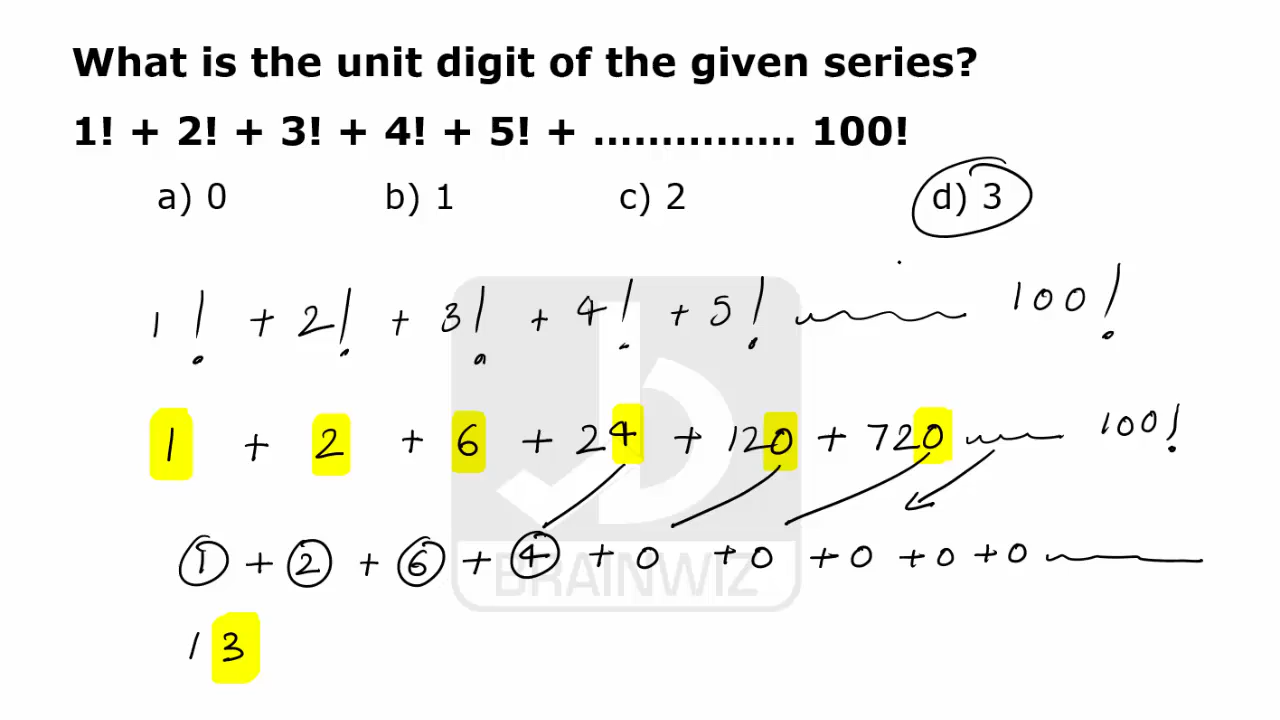 What is the unit digit of the given series?
1! + 2! + 3! + 4! + 5! + ............... 100!
a) 0 b) 1 c) 2 d) 3
1! + 2! + 3! + 4! + 5! 100!
1 + 2 + 6 + 24 + 120 + 720 100!
1 + 2 + 6 + 4 + 0 + 0 + 0 + 0 + 0
BRAINWIZ
13